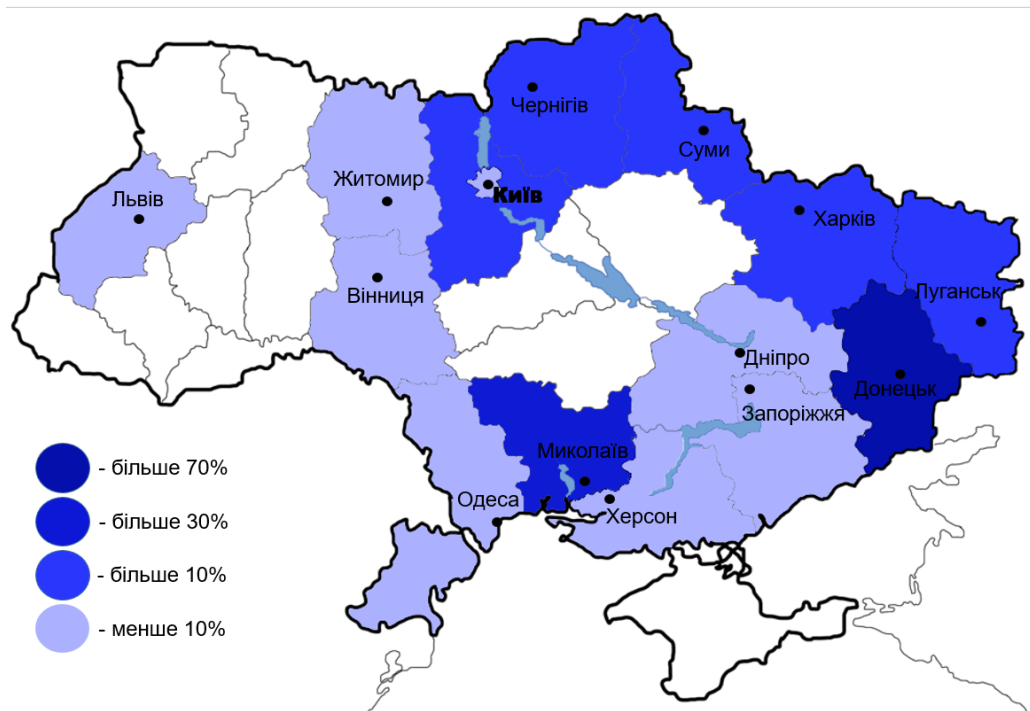 Чернігів
Суми
Житомир
Київ
Львів
Харків
Вінниця
Луганськ
Дніпро
Донецьк
Запоріжжя
Миколаїв
Одеса
Херсон
- більше 70%
- більше 30%
- більше 10%
- менше 10%